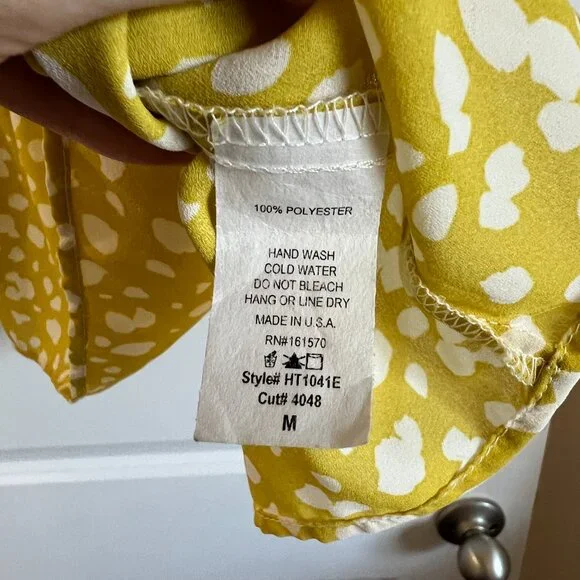 100% POLYESTER
HAND WASH
COLD WATER
DO NOT BLEACH
HANG OR LINE DRY
MADE IN U.S.A.
RN#161570
Style# HT1041E
Cut# 4048
M